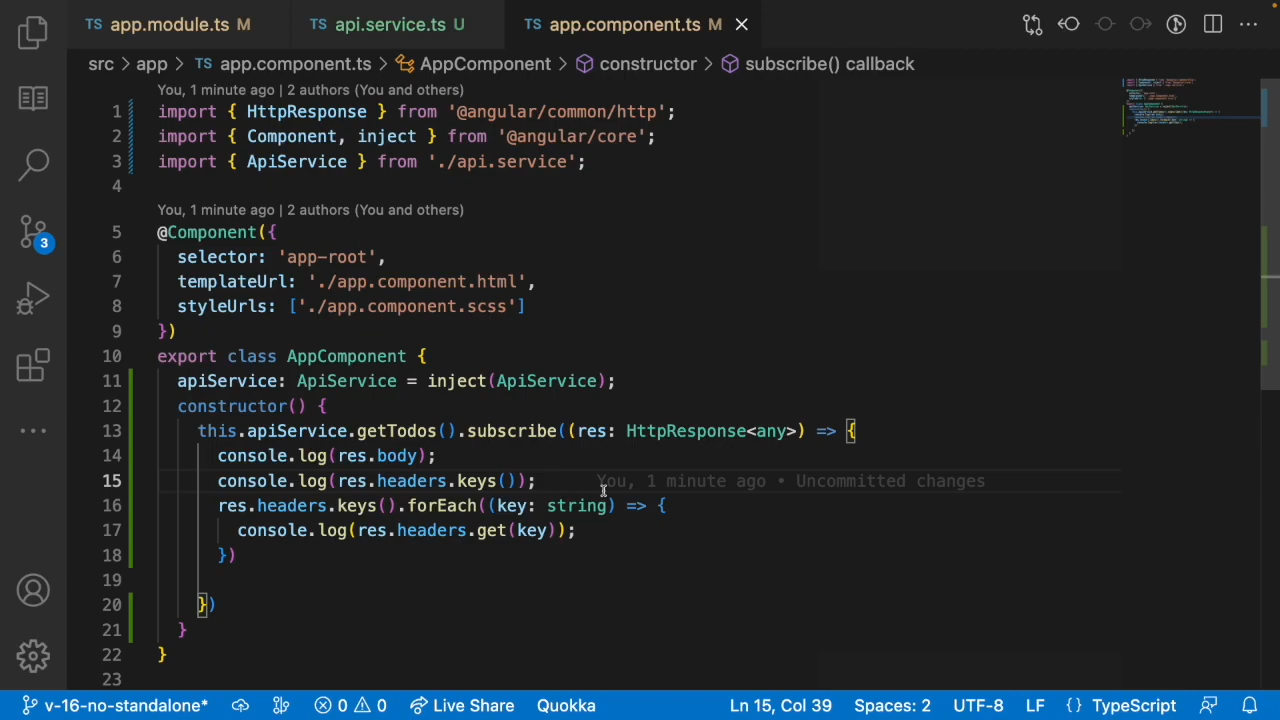 TS app.module.ts M
TS api.service.ts U
TS app.component.ts M
src > app > TS app.component.ts > AppComponent > constructor > subscribe() callback
You, 1 minute ago | 2 authors (You and others)
1 import { HttpResponse } from '@angular/common/http';
2 import { Component, inject } from '@angular/core';
3 import { ApiService } from './api.service';
4
You, 1 minute ago | 2 authors (You and others)
5 @Component({
6 selector: 'app-root',
7 templateUrl: './app.component.html',
8 styleUrls: ['./app.component.scss']
9 })
10 export class AppComponent {
11 apiService: ApiService = inject(ApiService);
12 constructor() {
13 this.apiService.getTodos().subscribe((res: HttpResponse<any>) => {
14 console.log(res.body);
15 console.log(res.headers.keys()); You, 1 minute ago • Uncommitted changes
16 res.headers.keys().forEach((key: string) => {
17 console.log(res.headers.get(key));
18 })
19
20 })
21 }
22 }
23
3
v-16-no-standalone* 0 0 Live Share Quokka Ln 15, Col 39 Spaces: 2 UTF-8 LF {} TypeScript